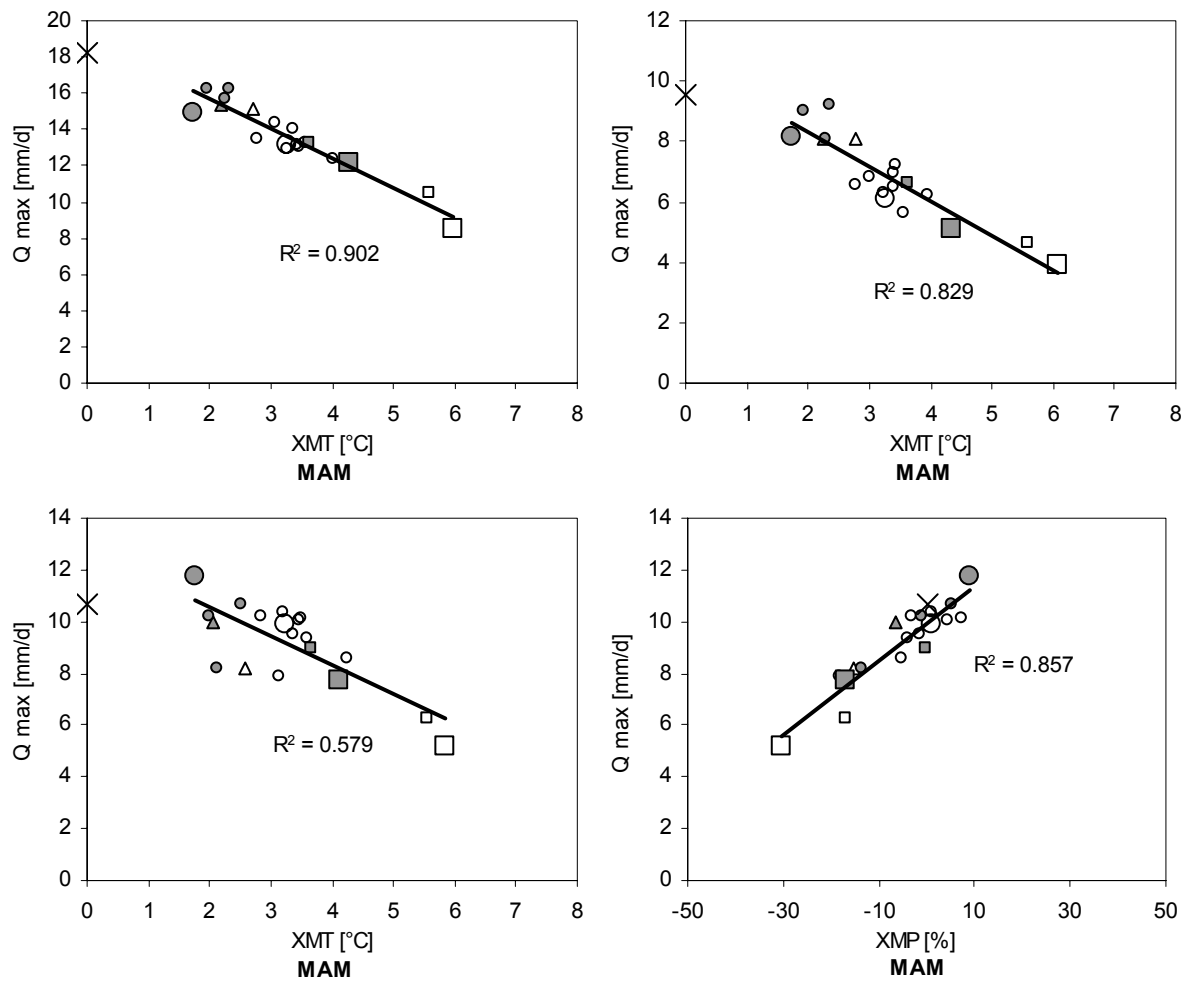 Q max [mm/d]
20
18
16
14
12
10
8
6
4
2
0
R² = 0.902
0 1 2 3 4 5 6 7 8
XMT [°C]
MAM
Q max [mm/d]
12
10
8
6
4
2
0
R² = 0.829
0 1 2 3 4 5 6 7 8
XMT [°C]
MAM
Q max [mm/d]
14
12
10
8
6
4
2
0
R² = 0.579
0 1 2 3 4 5 6 7 8
XMT [°C]
MAM
Q max [mm/d]
14
12
10
8
6
4
2
0
R² = 0.857
-50 -30 -10 10 30 50
XMP [%]
MAM